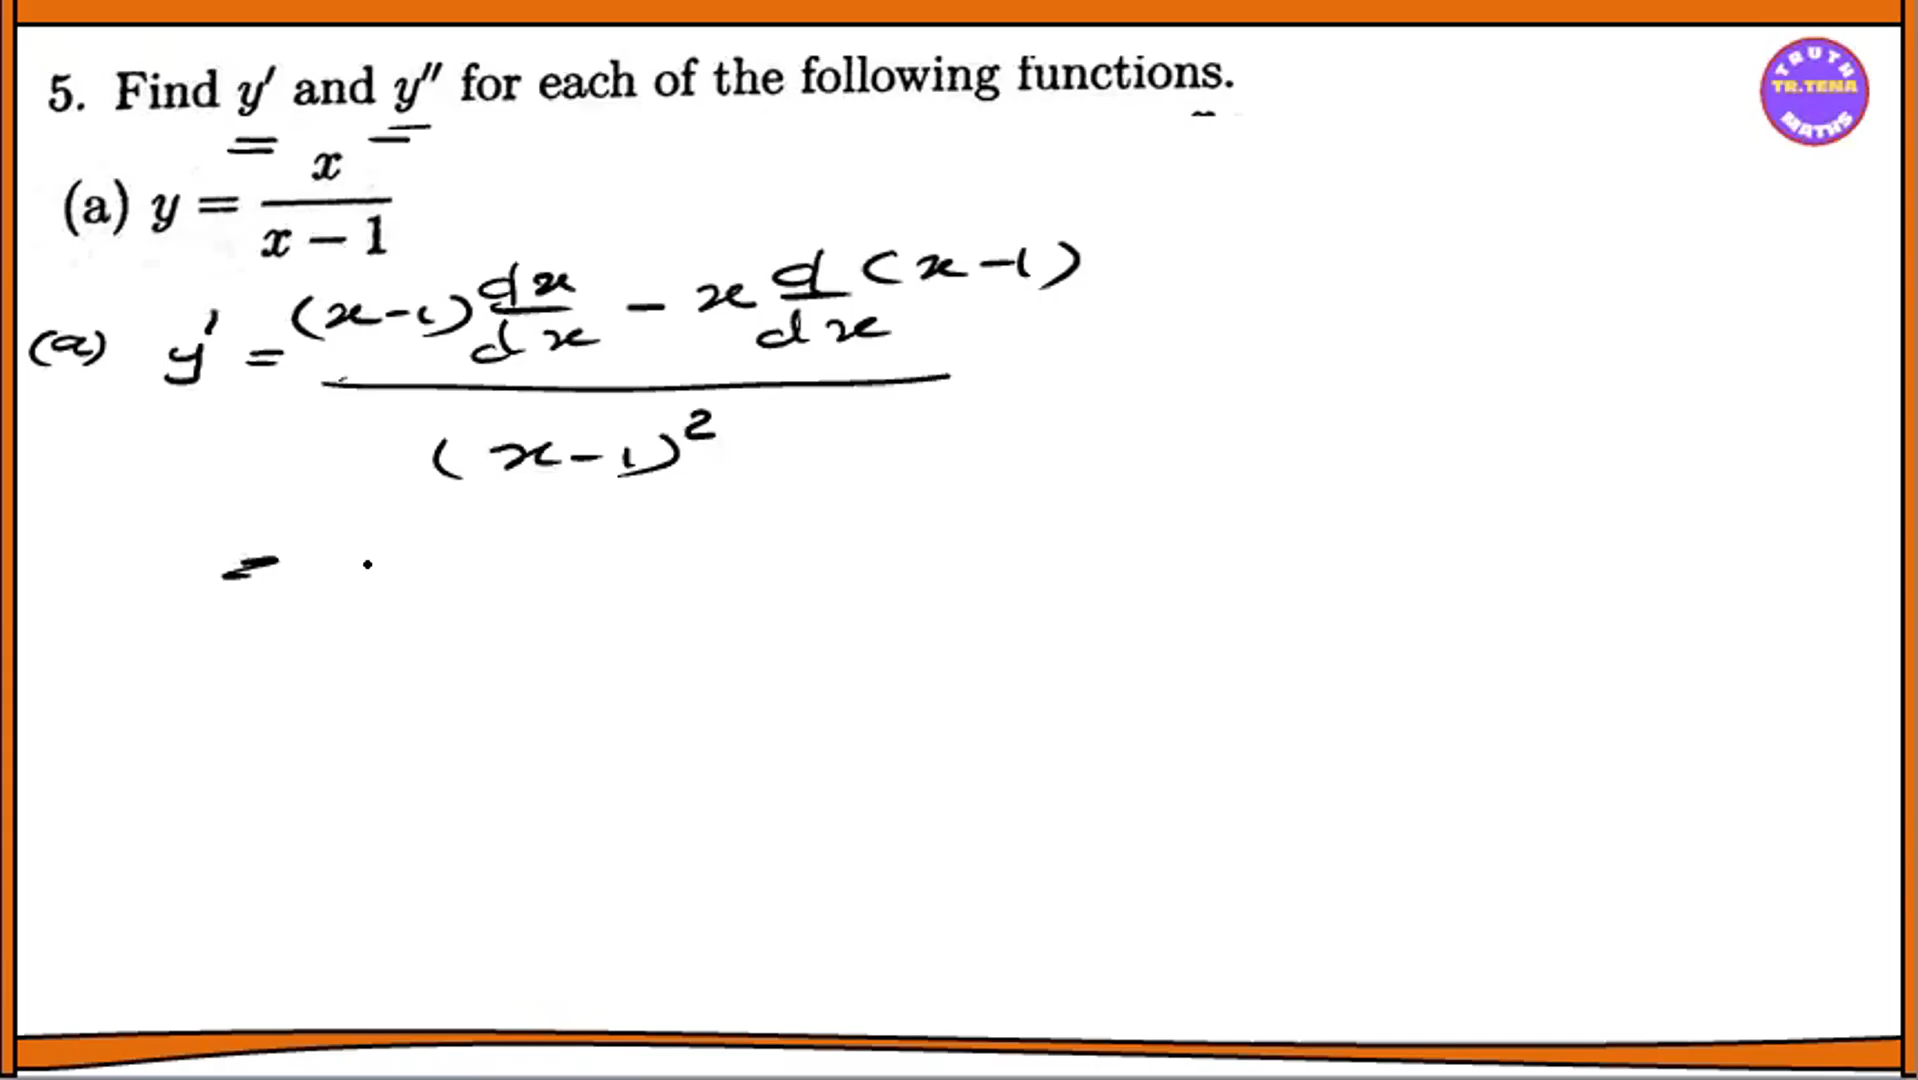 5. Find y′ and y″ for each of the following functions.
TRUTH
TR.TENA
MATHS
(a) y = x / (x − 1)
(a) y′ = ((x-1) dx/dx - x d/dx (x-1)) / (x-1)²
=